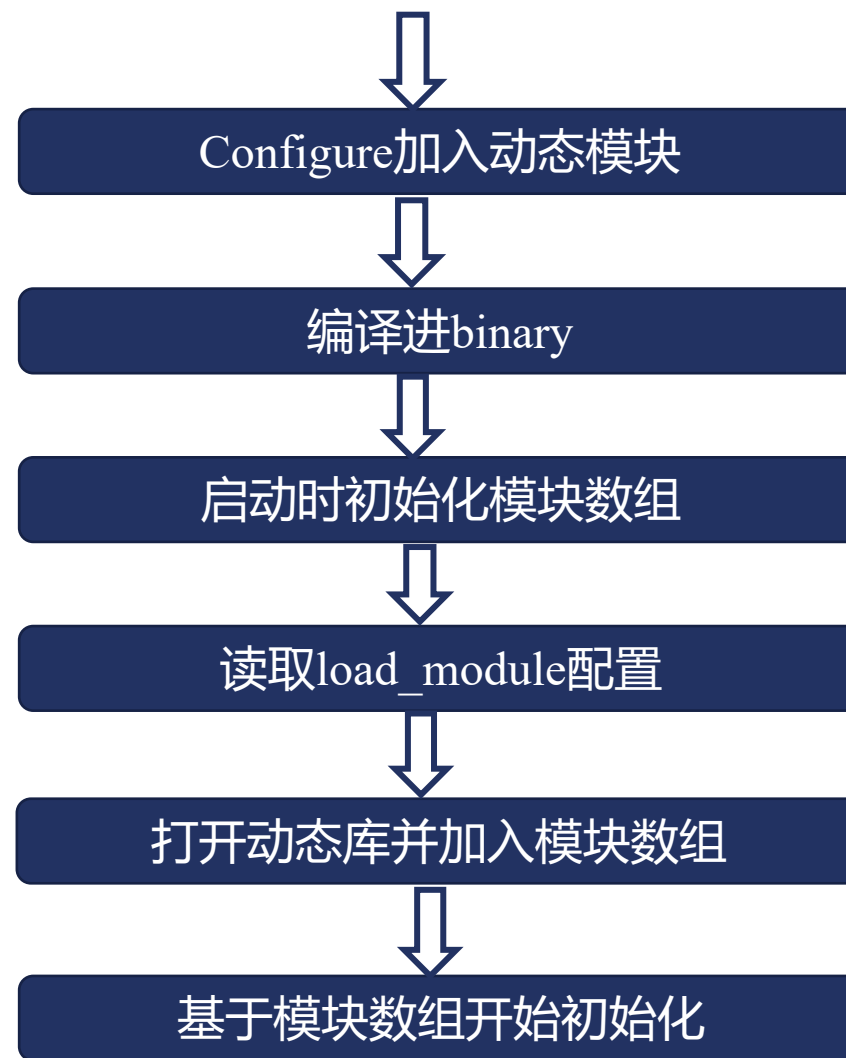 Configure加入动态模块
编译进binary
启动时初始化模块数组
读取load_module配置
打开动态库并加入模块数组
基于模块数组开始初始化